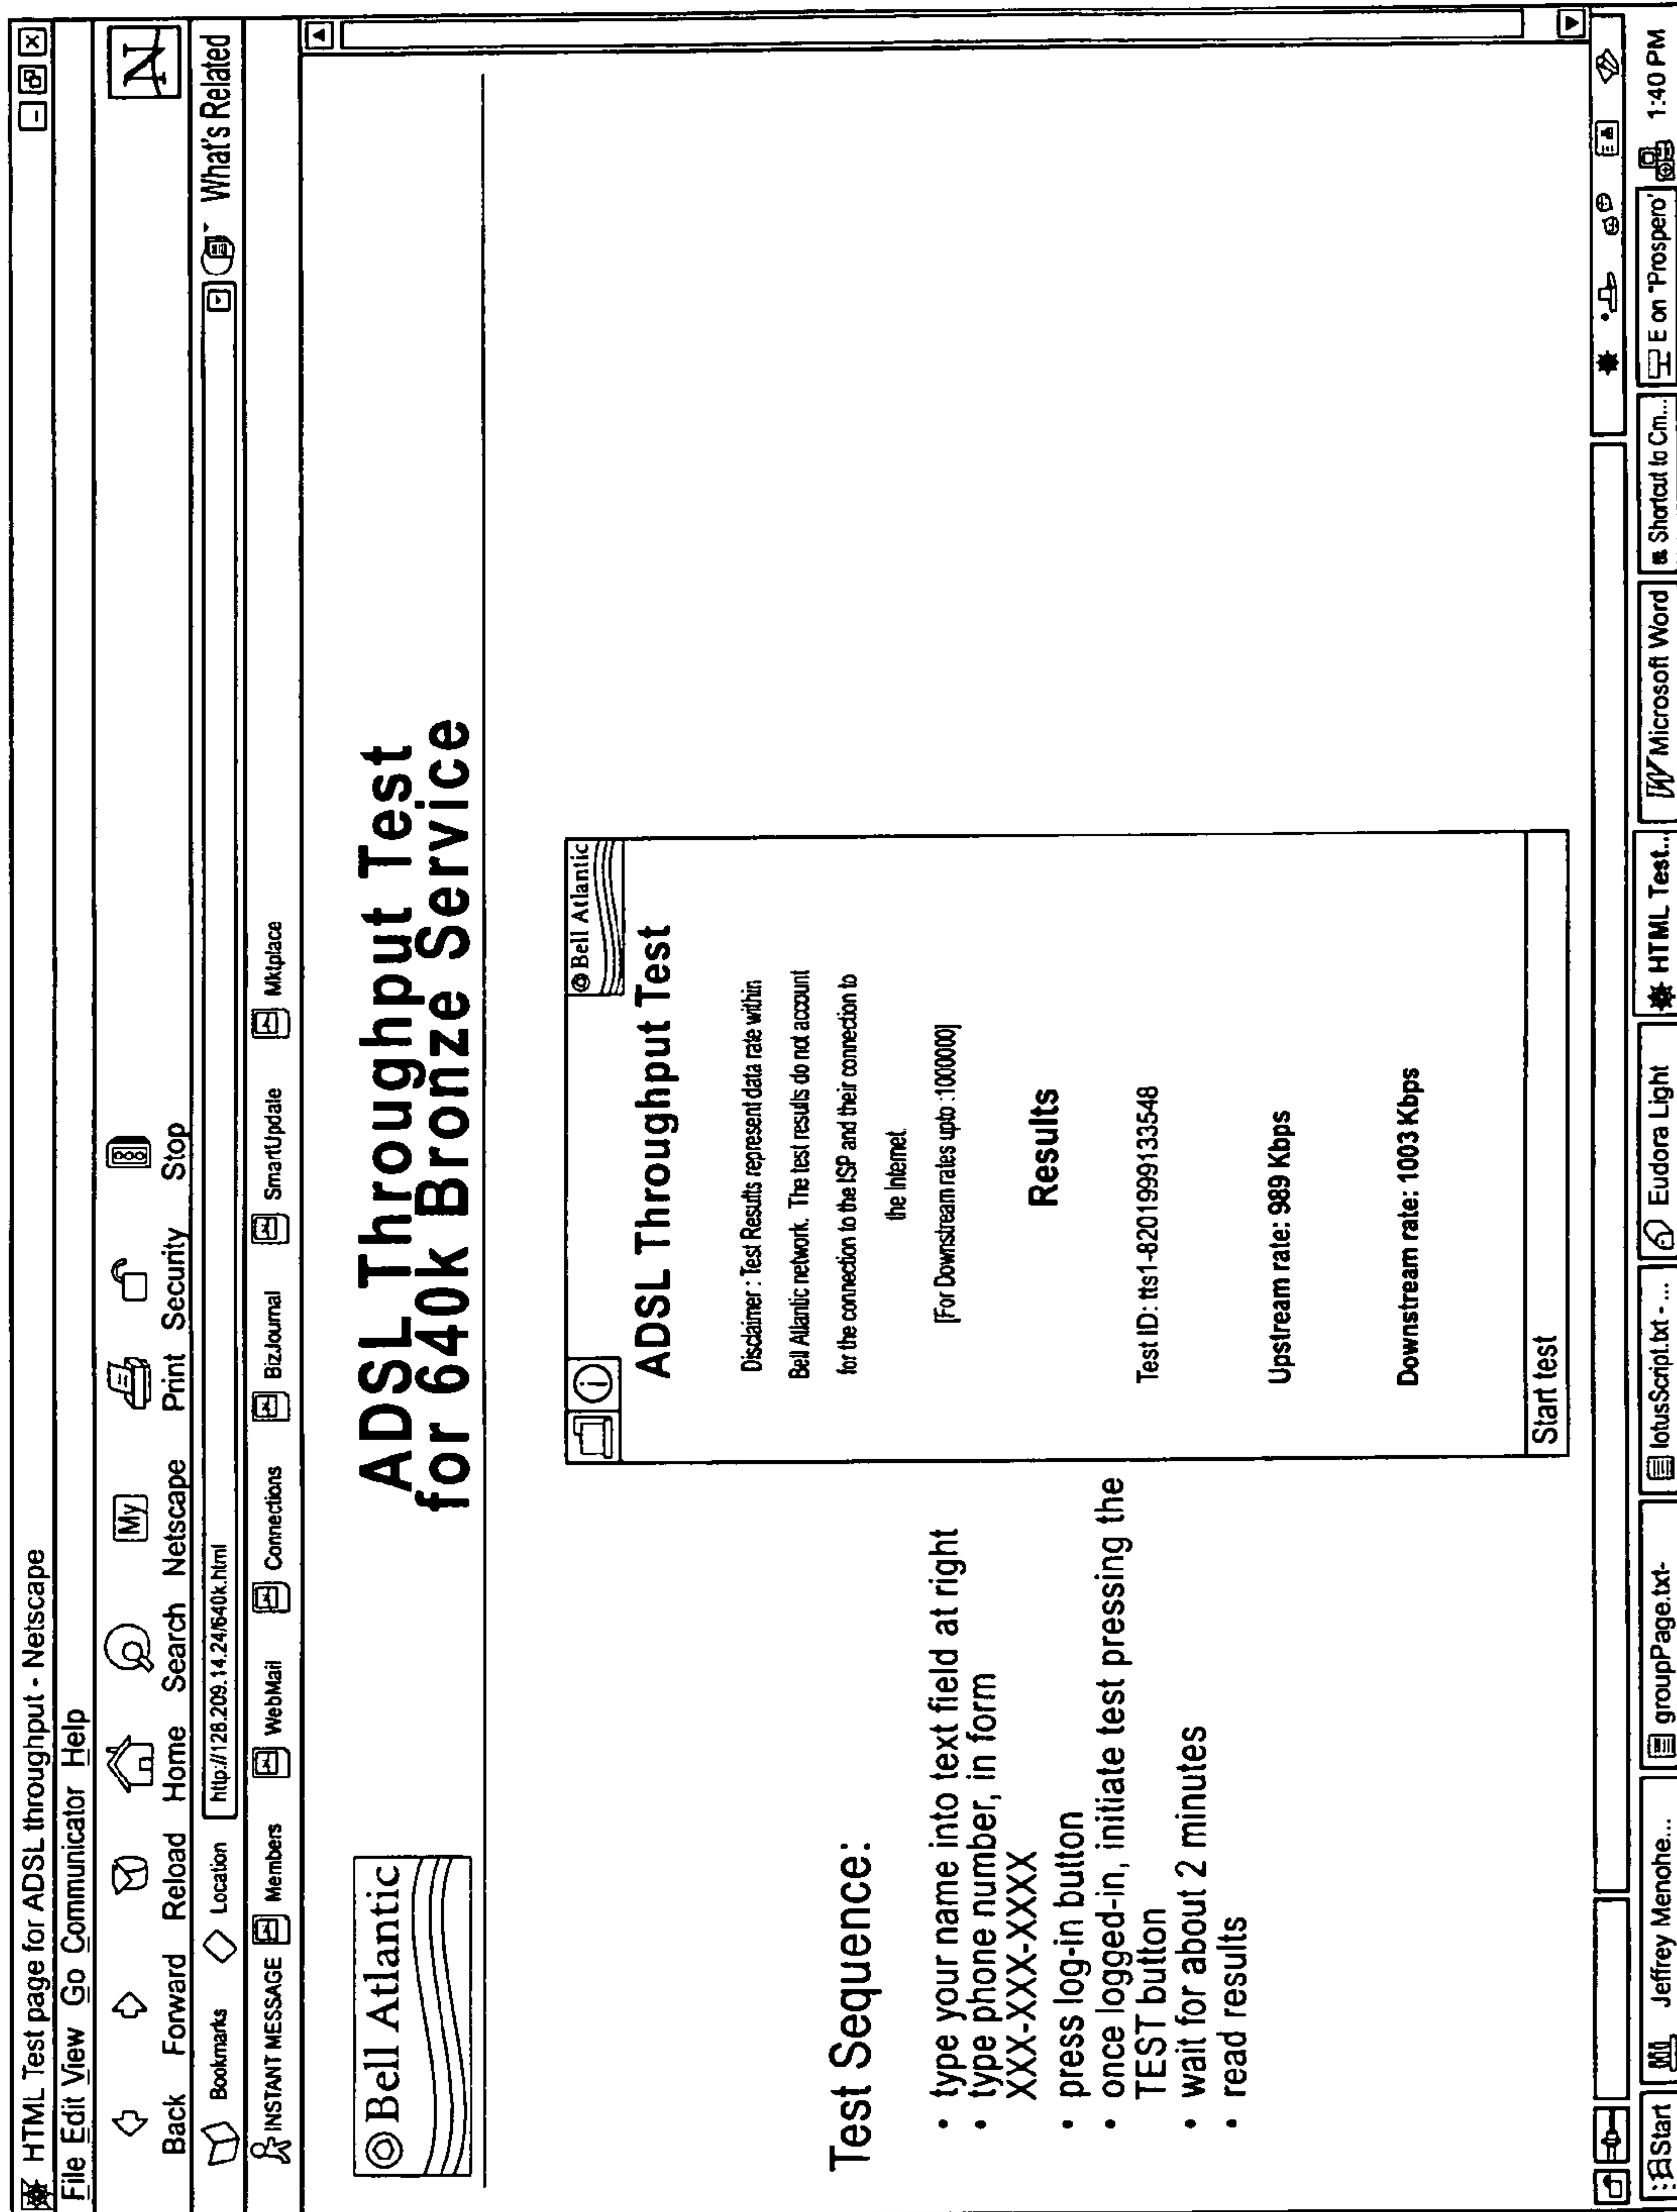 HTML Test page for ADSL throughput - Netscape
File Edit View Go Communicator Help
N
My
Back Forward Reload Home Search Netscape Print Security Stop
Bookmarks Location http://128.209.14.24/640k.html What's Related
INSTANT MESSAGE Members WebMail Connections BizJournal SmartUpdate Mktplace
Bell Atlantic
ADSL Throughput Test
for 640k Bronze Service
Test Sequence:
• type your name into text field at right
• type phone number, in form
XXX-XXX-XXXX
• press log-in button
• once logged-in, initiate test pressing the
TEST button
• wait for about 2 minutes
• read results
Bell Atlantic
ADSL Throughput Test
Disclaimer : Test Results represent data rate within
Bell Atlantic network. The test results do not account
for the connection to the ISP and their connection to
the Internet.
[For Downstream rates upto :1000000]
Results
Test ID: tts1-8201999133548
Upstream rate: 989 Kbps
Downstream rate: 1003 Kbps
Start test
Start Jeffrey Menohe... groupPage.txt- lotusScript.txt - ... Eudora Light HTML Test... Microsoft Word Shortcut to Cm... E on "Prospero' 1:40 PM